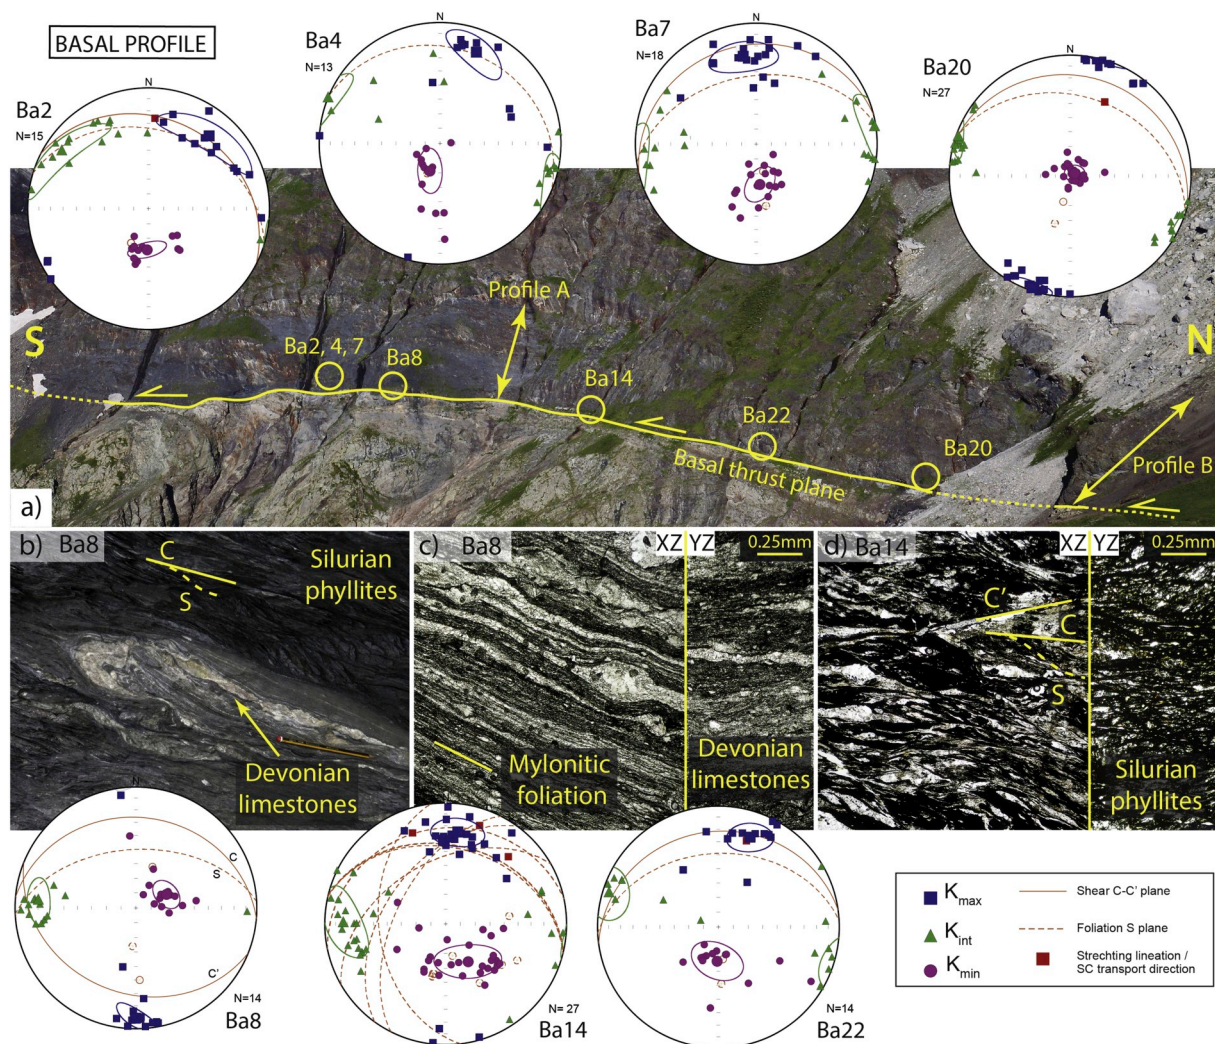 BASAL PROFILE
Ba2
N=15
N
Ba4
N=13
N
Ba7
N=18
N
Ba20
N=27
N
S
N
Profile A
Ba2, 4, 7
Ba8
Ba14
Ba22
Ba20
Basal thrust plane
Profile B
a)
b) Ba8
C
S
Silurian
phyllites
Devonian
limestones
c) Ba8
XZ YZ
0.25mm
Mylonitic
foliation
Devonian
limestones
d) Ba14
XZ YZ
0.25mm
C'
C
S
Silurian
phyllites
N
C
S
C'
N=14
Ba8
N= 27
Ba14
N=14
Ba22
Kmax
Kint
Kmin
Shear C-C' plane
Foliation S plane
Strechting lineation /
SC transport direction